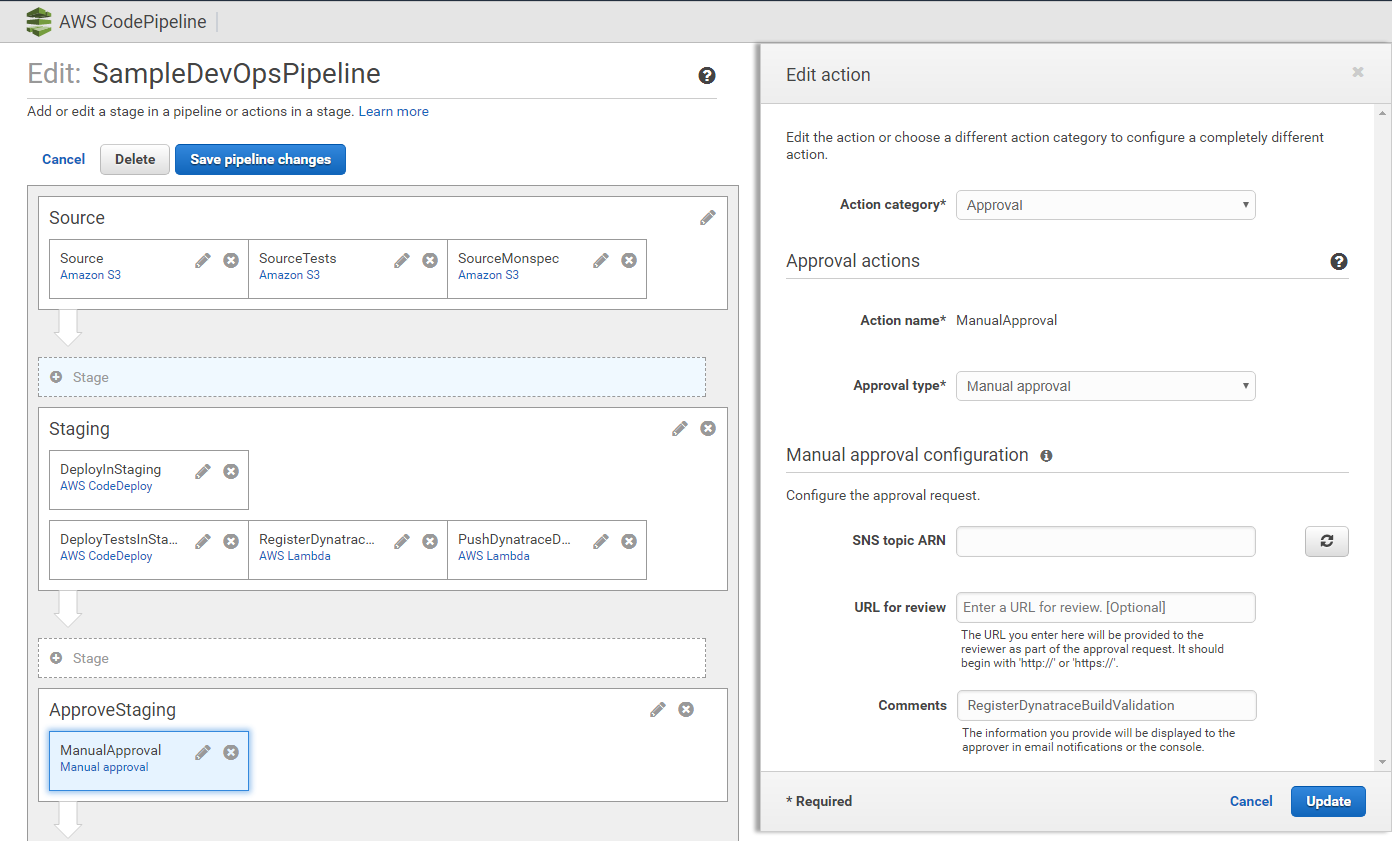 AWS CodePipeline
Edit: SampleDevOpsPipeline
Add or edit a stage in a pipeline or actions in a stage. Learn more
Cancel Delete Save pipeline changes
Source
Source SourceTests SourceMonspec
Amazon S3 Amazon S3 Amazon S3
Stage
Staging
DeployInStaging
AWS CodeDeploy
DeployTestsInSta... RegisterDynatrac... PushDynatraceD...
AWS CodeDeploy AWS Lambda AWS Lambda
Stage
ApproveStaging
ManualApproval
Manual approval
Edit action
Edit the action or choose a different action category to configure a completely different
action.
Action category* Approval
Approval actions
Action name* ManualApproval
Approval type* Manual approval
Manual approval configuration
Configure the approval request.
SNS topic ARN
URL for review Enter a URL for review. [Optional]
The URL you enter here will be provided to the
reviewer as part of the approval request. It should
begin with 'http://' or 'https://'.
Comments RegisterDynatraceBuildValidation
The information you provide will be displayed to the
approver in email notifications or the console.
* Required Cancel Update